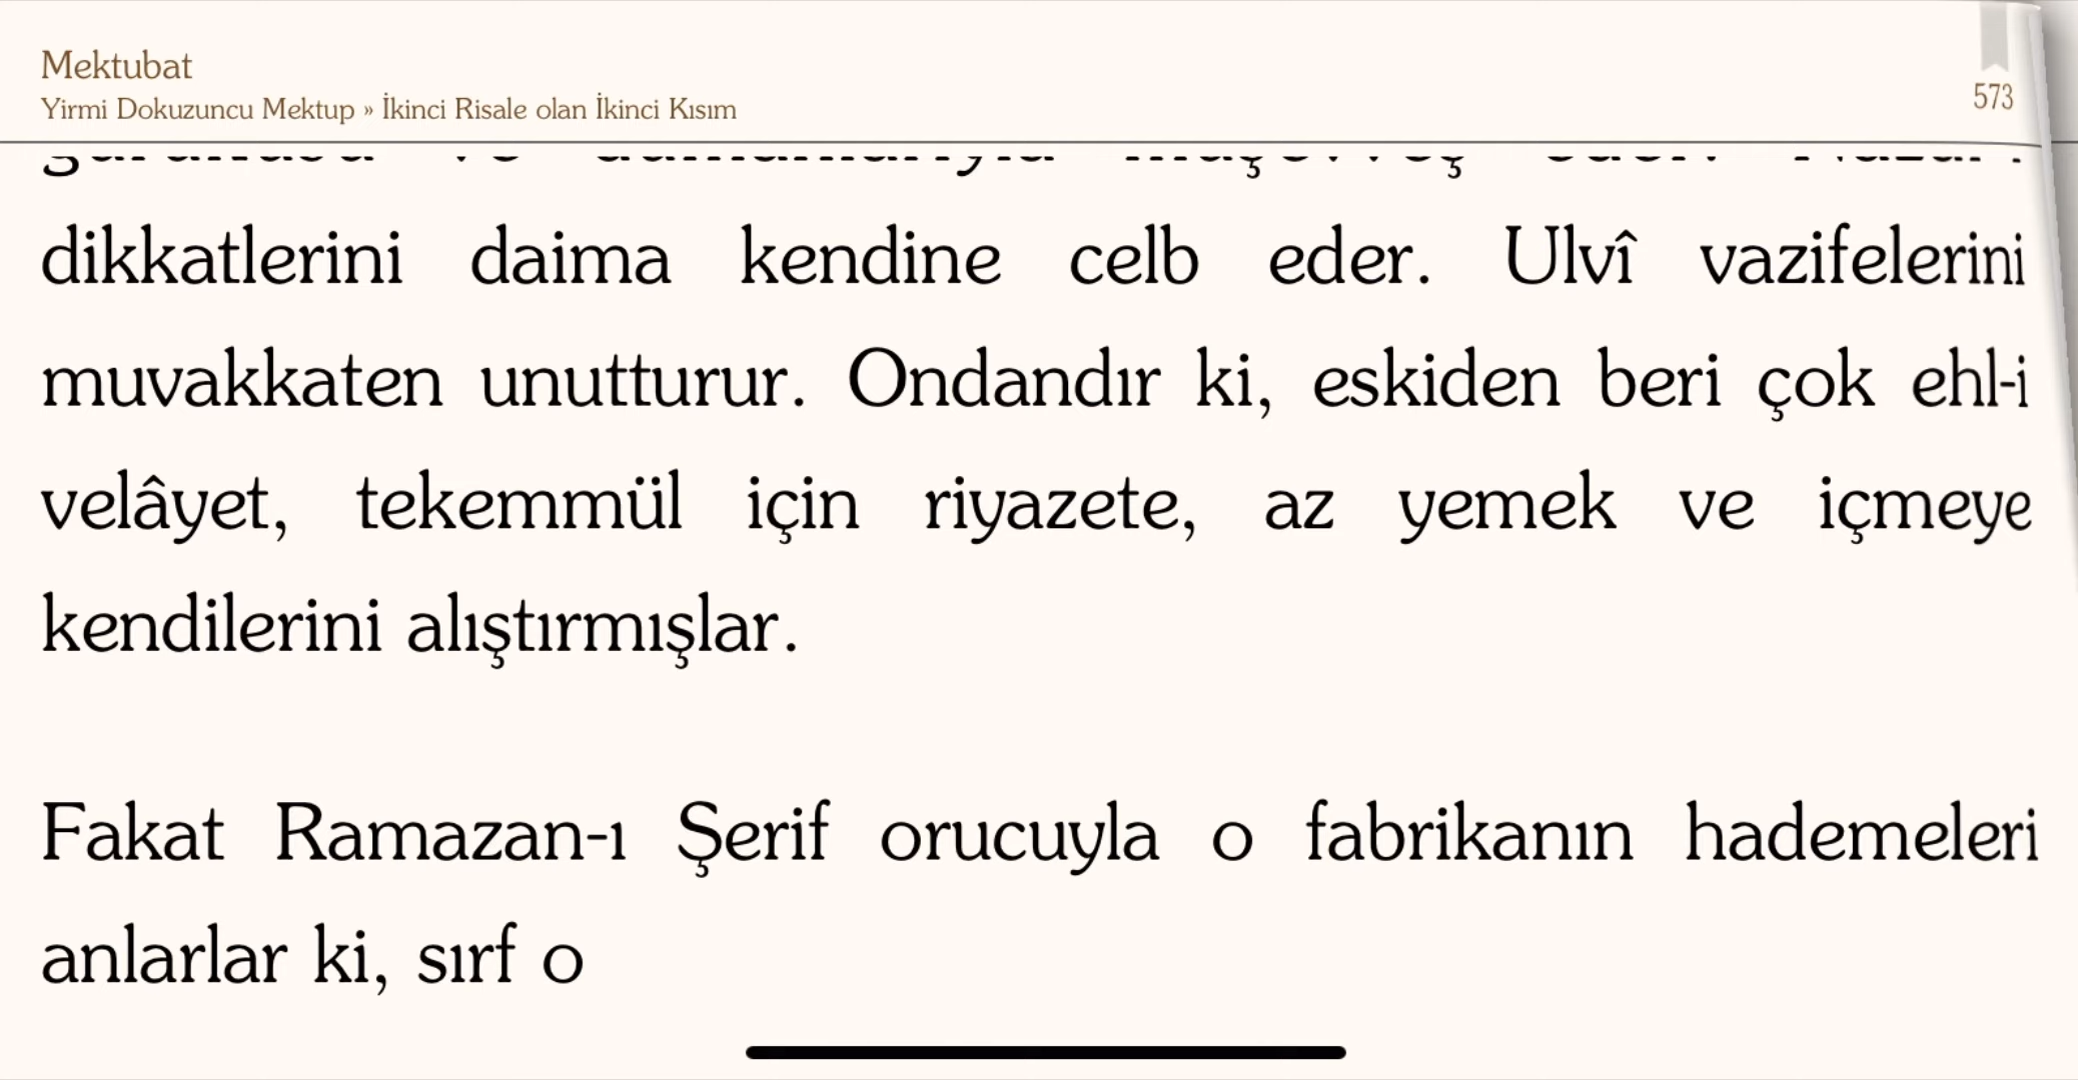 Mektubat
Yirmi Dokuzuncu Mektup » İkinci Risale olan İkinci Kısım
573
dikkatlerini daima kendine celb eder. Ulvî vazifelerini
muvakkaten unutturur. Ondandır ki, eskiden beri çok ehl-i
velâyet, tekemmül için riyazete, az yemek ve içmeye
kendilerini alıştırmışlar.
Fakat Ramazan-ı Şerif orucuyla o fabrikanın hademeleri
anlarlar ki, sırf o